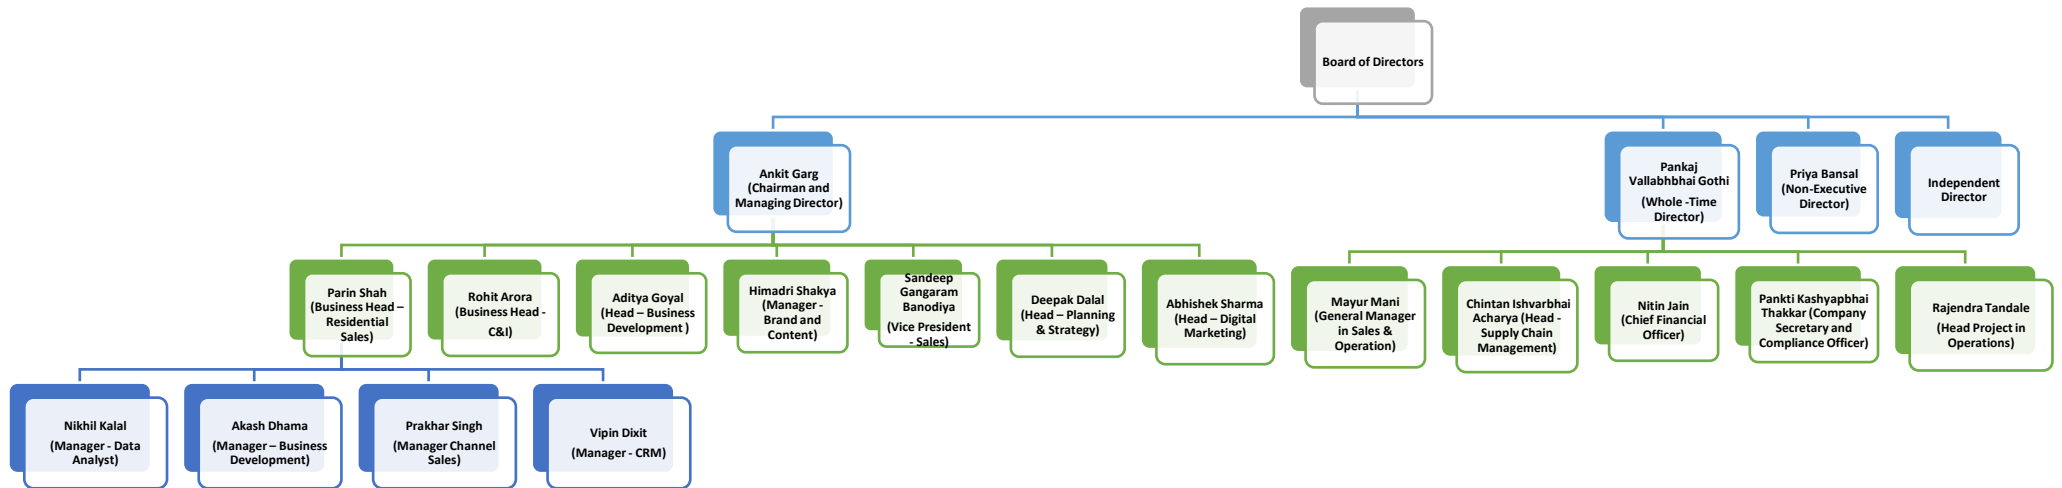 Board of Directors
Ankit Garg
(Chairman and
Managing Director)
Pankaj
Vallabhbhai Gothi
(Whole -Time
Director)
Priya Bansal
(Non-Executive
Director)
Independent
Director
Parin Shah
(Business Head –
Residential
Sales)
Rohit Arora
(Business Head -
C&I)
Aditya Goyal
(Head – Business
Development )
Himadri Shakya
(Manager -
Brand and
Content)
Sandeep
Gangaram
Banodiya
(Vice President
- Sales)
Deepak Dalal
(Head – Planning
& Strategy)
Abhishek Sharma
(Head – Digital
Marketing)
Mayur Mani
(General Manager
in Sales &
Operation)
Chintan Ishvarbhai
Acharya (Head -
Supply Chain
Management)
Nitin Jain
(Chief Financial
Officer)
Pankti Kashyapbhai
Thakkar (Company
Secretary and
Compliance Officer)
Rajendra Tandale
(Head Project in
Operations)
Nikhil Kalal
(Manager - Data
Analyst)
Akash Dhama
(Manager – Business
Development)
Prakhar Singh
(Manager Channel
Sales)
Vipin Dixit
(Manager - CRM)